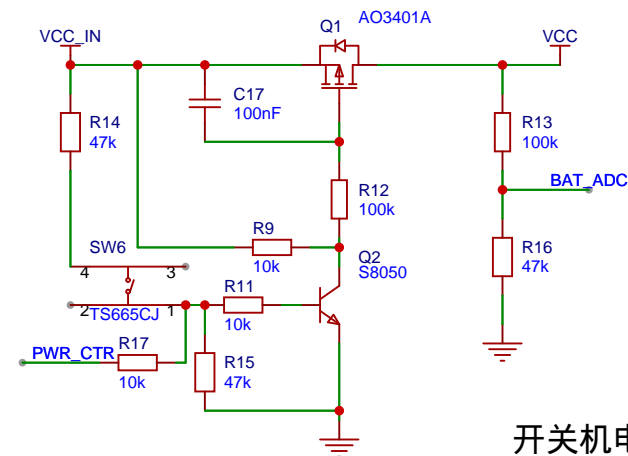 AO3401A
Q1
VCC_IN
VCC
C17
100nF
R14
47k
R13
100k
BAT_ADC
R12
100k
R9
10k
Q2
S8050
R16
47k
SW6
4
3
2
TS665CJ
1
R11
10k
PWR_CTR
R17
10k
R15
47k
开关机